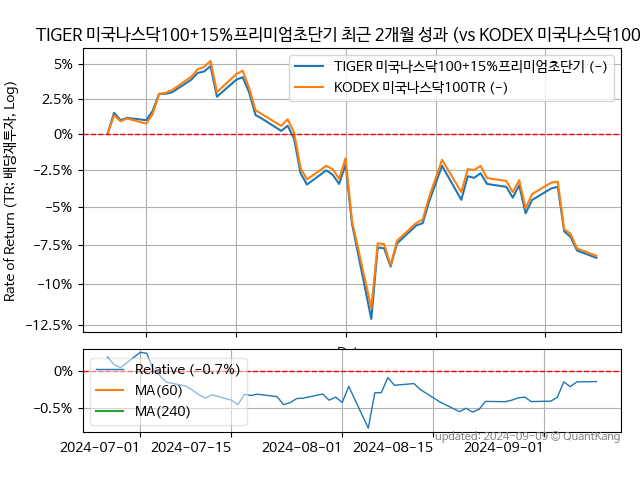 TIGER 미국나스닥100+15%프리미엄초단기 최근 2개월 성과 (vs KODEX 미국나스닥100
Rate of Return (TR: 배당재투자, Log)
5%
2.5%
0%
−2.5%
−5%
−7.5%
−10%
−12.5%
TIGER 미국나스닥100+15%프리미엄초단기 (−)
KODEX 미국나스닥100TR (−)
0%
−0.5%
Relative (−0.7%)
MA(60)
MA(240)
updated: 2024-09-09 © QuantKang
2024-07-01
2024-07-15
2024-08-01
2024-08-15
2024-09-01